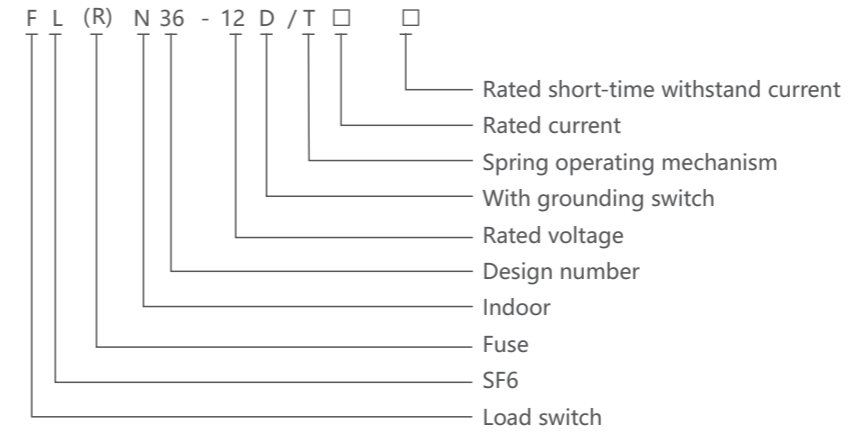 F L (R) N 36 - 12 D / T □ □
Rated short-time withstand current
Rated current
Spring operating mechanism
With grounding switch
Rated voltage
Design number
Indoor
Fuse
SF6
Load switch